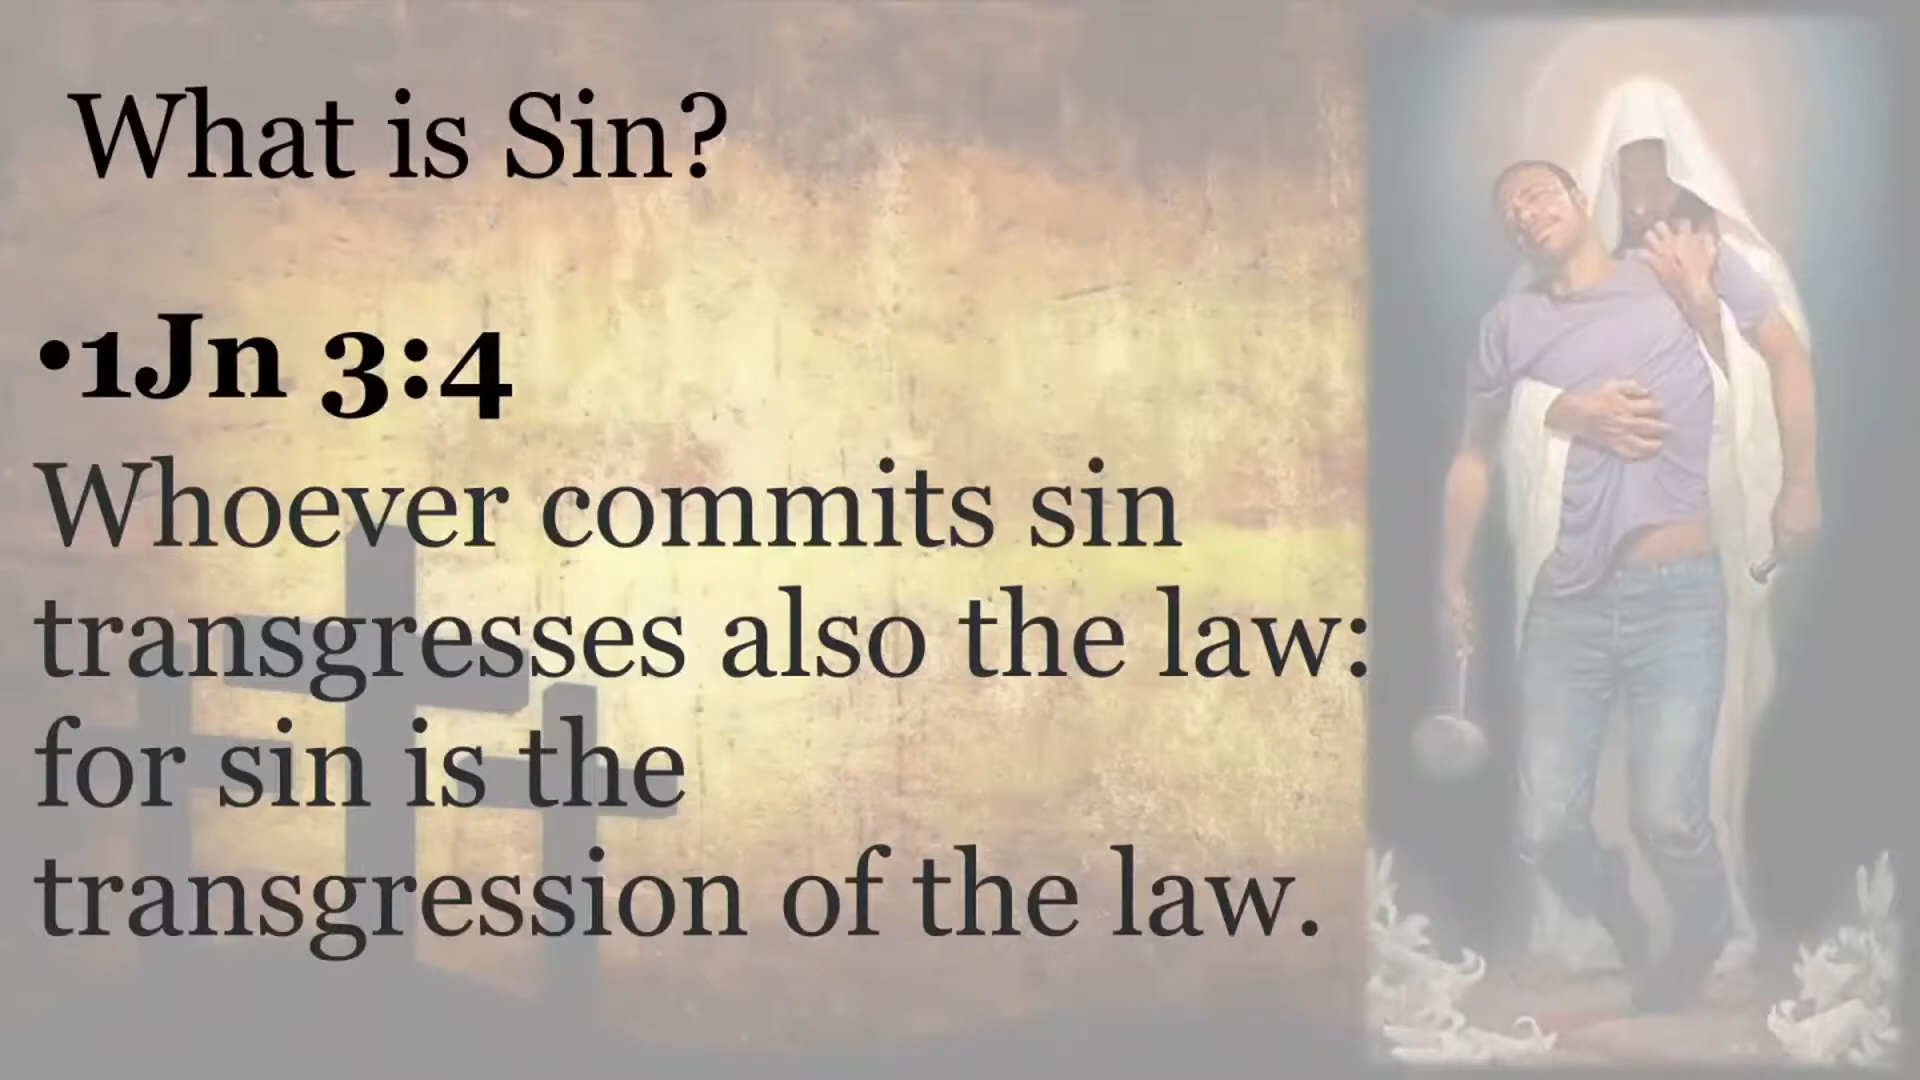 What is Sin?
•1Jn 3:4
Whoever commits sin
transgresses also the law:
for sin is the
transgression of the law.